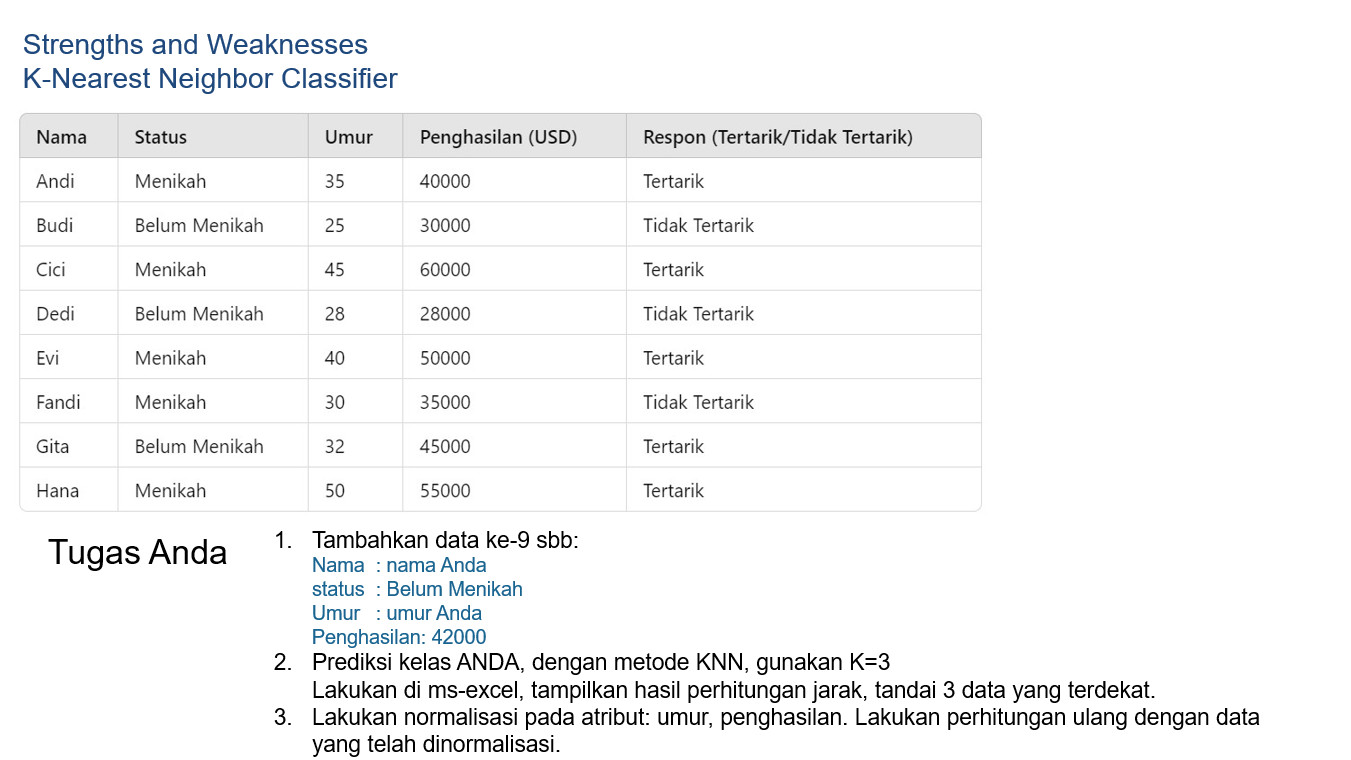 Strengths and Weaknesses
K-Nearest Neighbor Classifier
Nama Status Umur Penghasilan (USD) Respon (Tertarik/Tidak Tertarik)
Andi Menikah 35 40000 Tertarik
Budi Belum Menikah 25 30000 Tidak Tertarik
Cici Menikah 45 60000 Tertarik
Dedi Belum Menikah 28 28000 Tidak Tertarik
Evi Menikah 40 50000 Tertarik
Fandi Menikah 30 35000 Tidak Tertarik
Gita Belum Menikah 32 45000 Tertarik
Hana Menikah 50 55000 Tertarik
Tugas Anda
1. Tambahkan data ke-9 sbb:
Nama : nama Anda
status : Belum Menikah
Umur : umur Anda
Penghasilan: 42000
2. Prediksi kelas ANDA, dengan metode KNN, gunakan K=3
Lakukan di ms-excel, tampilkan hasil perhitungan jarak, tandai 3 data yang terdekat.
3. Lakukan normalisasi pada atribut: umur, penghasilan. Lakukan perhitungan ulang dengan data
yang telah dinormalisasi.